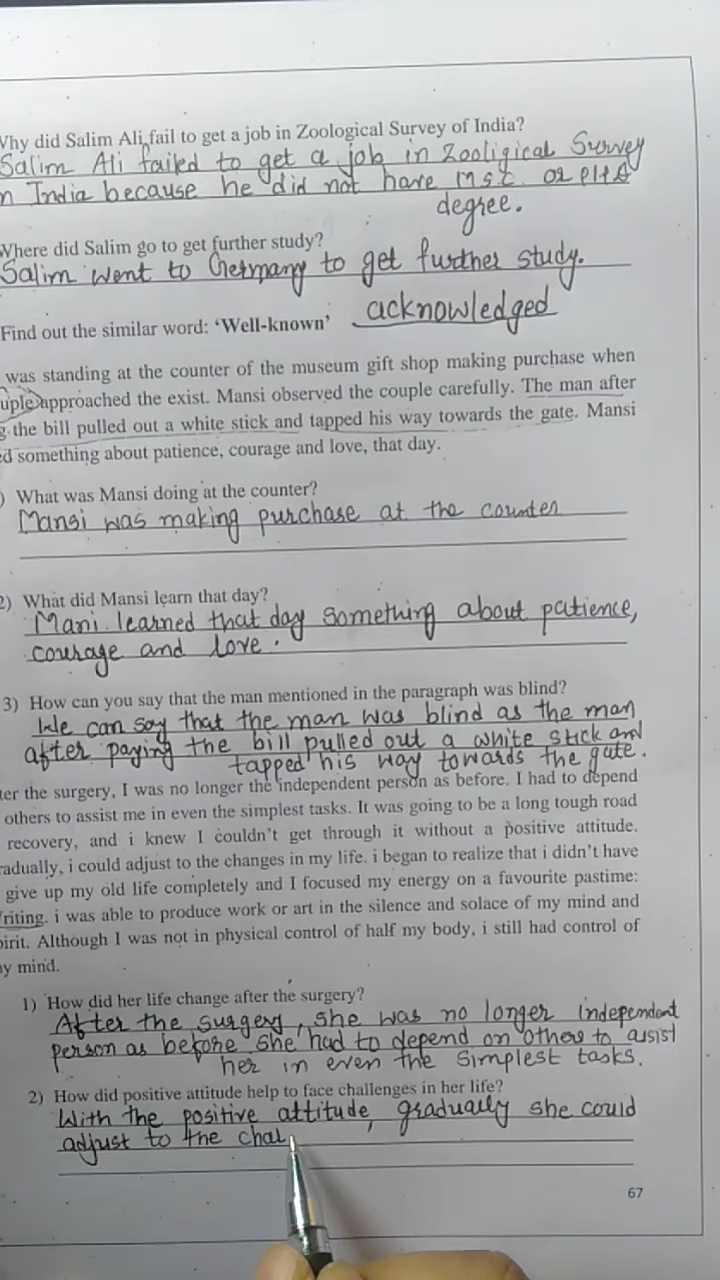 Why did Salim Ali fail to get a job in Zoological Survey of India?
Salim Ali failed to get a job in Zooligical Survey
in India because he did not have M.sc. or PHD
degree.
Where did Salim go to get further study?
Salim went to Germany to get further study.
Find out the similar word: ‘Well-known’ acknowledged
was standing at the counter of the museum gift shop making purchase when
uple approached the exist. Mansi observed the couple carefully. The man after
g the bill pulled out a white stick and tapped his way towards the gate. Mansi
ed something about patience, courage and love, that day.
) What was Mansi doing at the counter?
Mansi was making purchase at the counter
2) What did Mansi learn that day?
Mani learned that day something about patience,
courage and love.
3) How can you say that the man mentioned in the paragraph was blind?
We can say that the man was blind as the man
after paying the bill pulled out a white stick and
tapped his way towards the gate.
ter the surgery, I was no longer the independent person as before. I had to depend
others to assist me in even the simplest tasks. It was going to be a long tough road
recovery, and i knew I couldn’t get through it without a positive attitude.
radually, i could adjust to the changes in my life. i began to realize that i didn’t have
give up my old life completely and I focused my energy on a favourite pastime:
riting. i was able to produce work or art in the silence and solace of my mind and
pirit. Although I was not in physical control of half my body, i still had control of
y mind.
1) How did her life change after the surgery?
After the surgery, she was no longer independent
person as before. she had to depend on others to assist
her in even the simplest tasks.
2) How did positive attitude help to face challenges in her life?
With the positive attitude, gradually she could
adjust to the chal
67